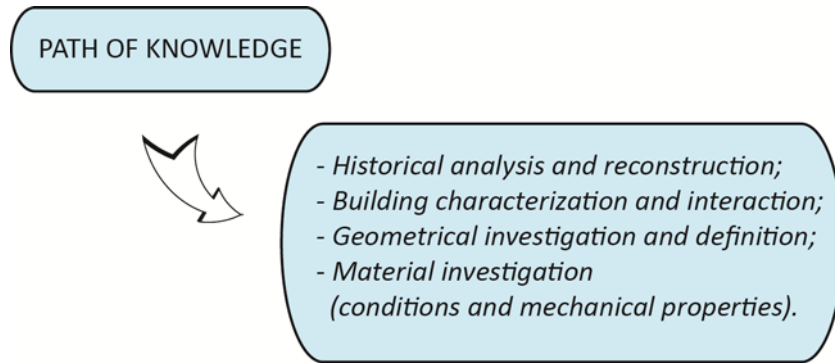 PATH OF KNOWLEDGE
- Historical analysis and reconstruction;
- Building characterization and interaction;
- Geometrical investigation and definition;
- Material investigation
(conditions and mechanical properties).